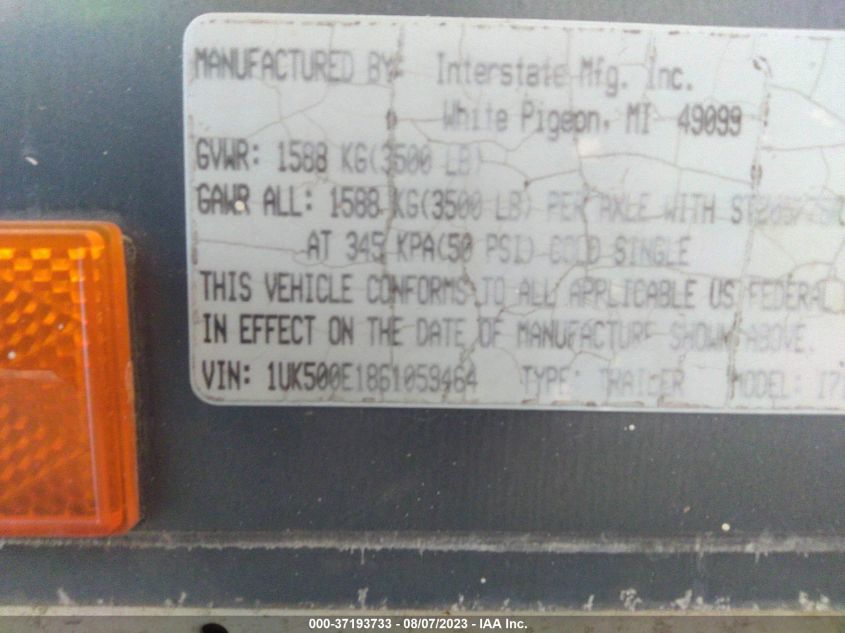 MANUFACTURED BY Interstate Mfg. Inc.
White Pigeon, MI 49099
GVWR: 1588 KG(3500 LB)
GAWR ALL: 1588 KG(3500 LB) PER AXLE WITH
AT 345 KPA(50 PSI) COLD SINGLE
THIS VEHICLE CONFORMS TO ALL APPLICABLE US FEDERAL
IN EFFECT ON THE DATE OF MANUFACTURE SHOWN ABOVE.
VIN: 1UK500E1861059464 TYPE: TRAILER MODEL:
000-37193733 - 08/07/2023 - IAA Inc.